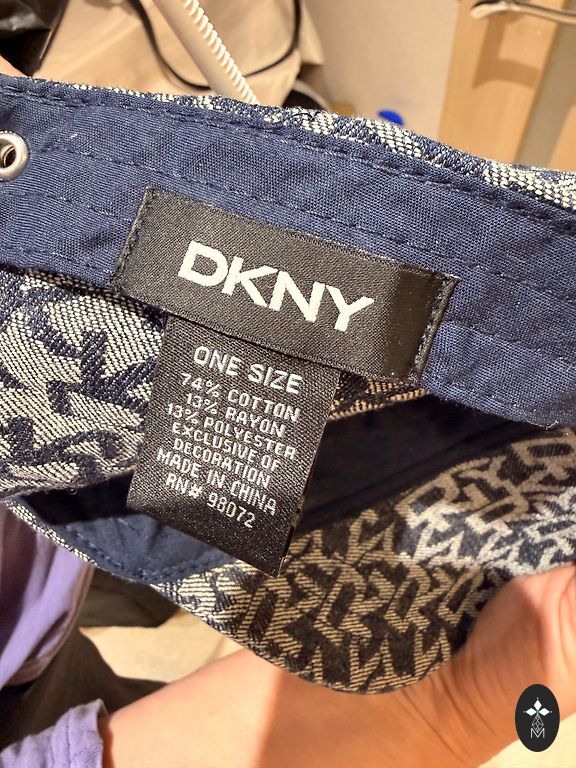 DKNY
ONE SIZE
74% COTTON
13% RAYON
13% POLYESTER
EXCLUSIVE OF
DECORATION
MADE IN CHINA
RN# 98072